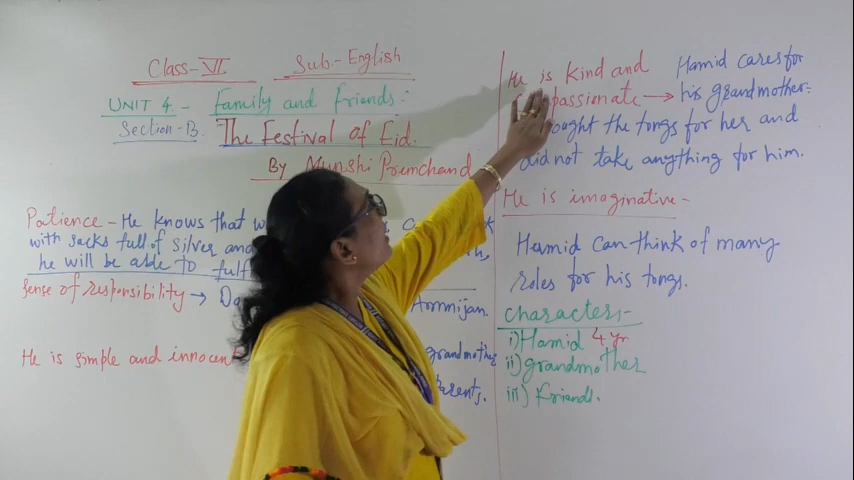 Class-VI Sub.-English
UNIT 4- Family and friends:
Section-B. The Festival of Eid.
By Munshi Premchand
Patience - He knows that
with sacks full of silver and
he will be able to fulf
sense of responsibility → Ammijan.
He is simple and innocen grandmother
parents.
He is kind and
passionate → Hamid cares for
his grandmother:
ought the tongs for her and
did not take anything for him.
He is imaginative-
Hamid can think of many
roles for his tongs.
characters-
i) Hamid 4 yr
ii) grandmother
iii) friends.